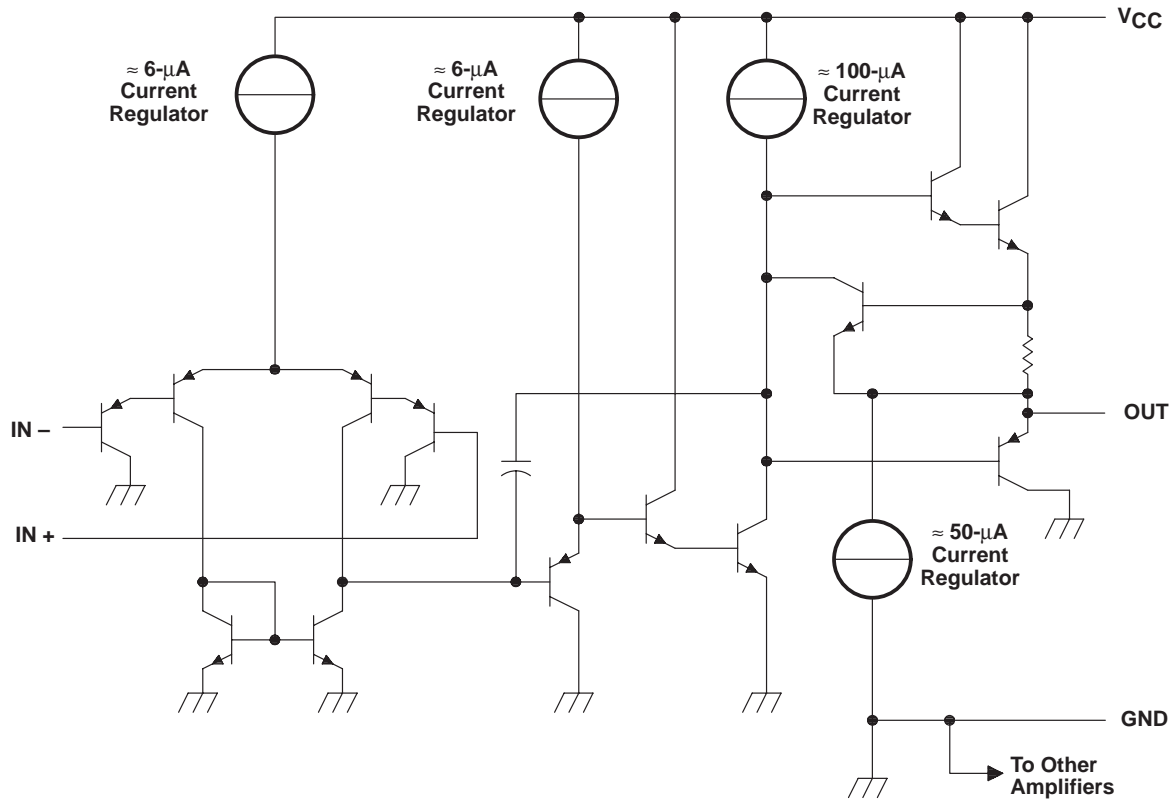 VCC
≈ 6-μA
Current
Regulator
≈ 6-μA
Current
Regulator
≈ 100-μA
Current
Regulator
IN –
OUT
IN +
≈ 50-μA
Current
Regulator
GND
To Other
Amplifiers